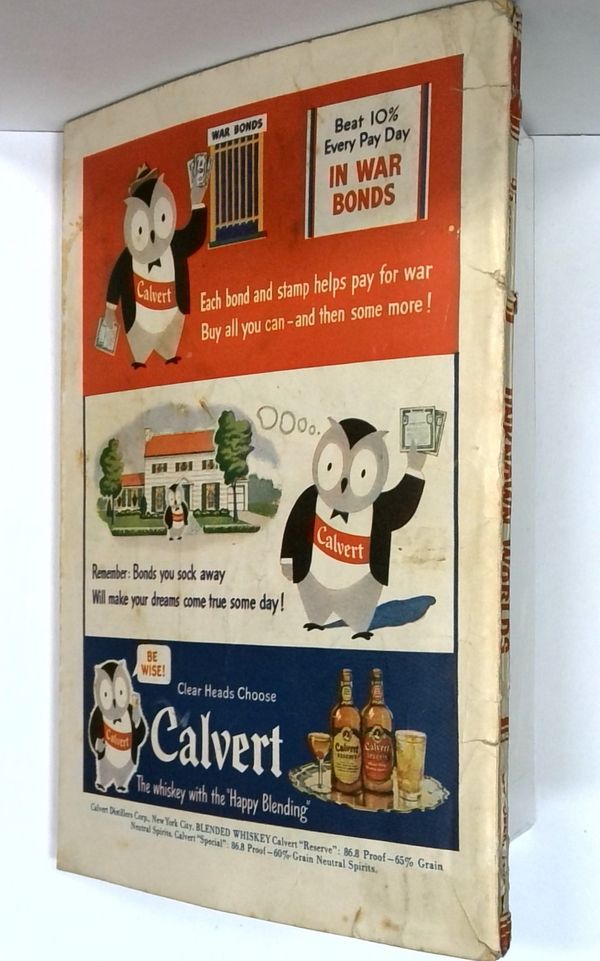 WAR BONDS
Beat 10%
Every Pay Day
IN WAR
BONDS
Calvert
Each bond and stamp helps pay for war
Buy all you can - and then some more!
Calvert
Remember: Bonds you sock away
Will make your dreams come true some day!
BE
WISE!
Clear Heads Choose
Calvert
Calvert
The whiskey with the "Happy Blending"
Calvert
RESERVE
Calvert
Calvert Distillers Corp., New York City. BLENDED WHISKEY Calvert "Reserve": 86.8 Proof—65% Grain
Neutral Spirits. Calvert "Special": 86.8 Proof—60% Grain Neutral Spirits.
UNKNOWN WORLDS